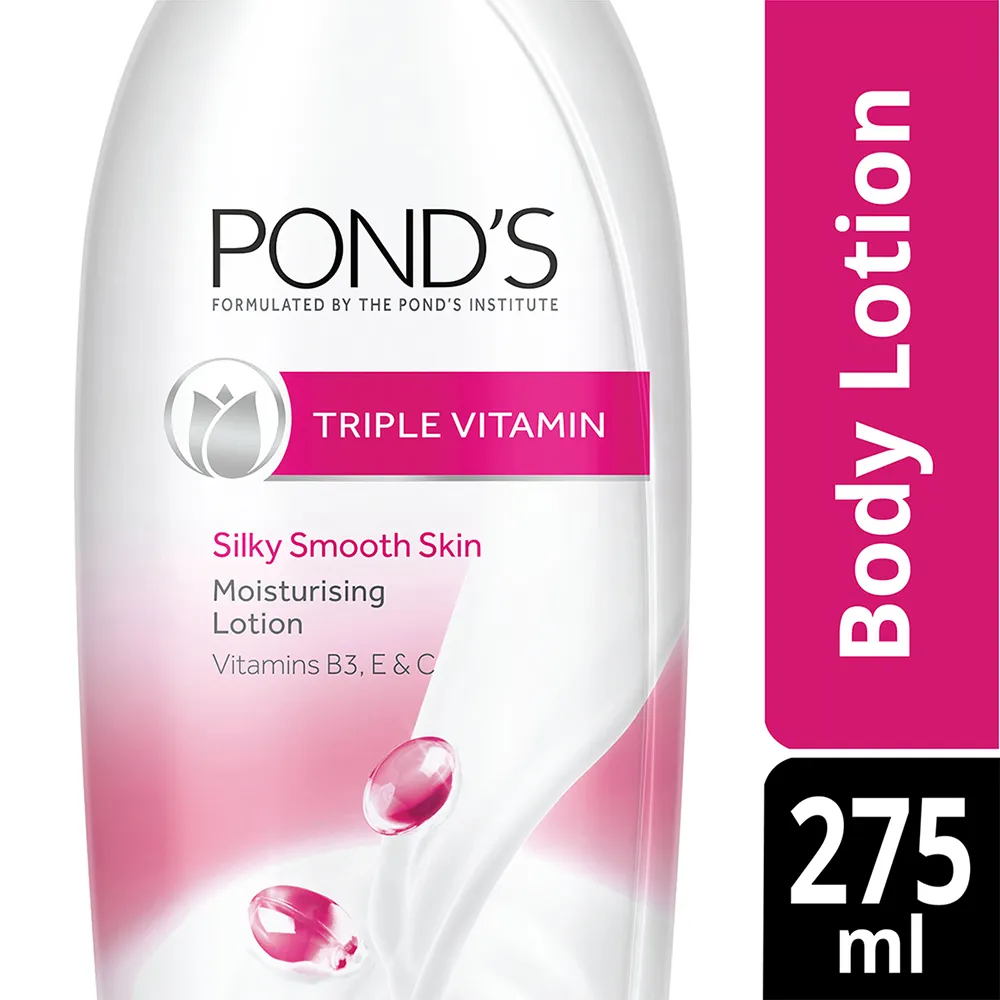 POND'S
FORMULATED BY THE POND'S INSTITUTE
TRIPLE VITAMIN
Silky Smooth Skin
Moisturising
Lotion
Vitamins B3, E & C
Body Lotion
275
ml